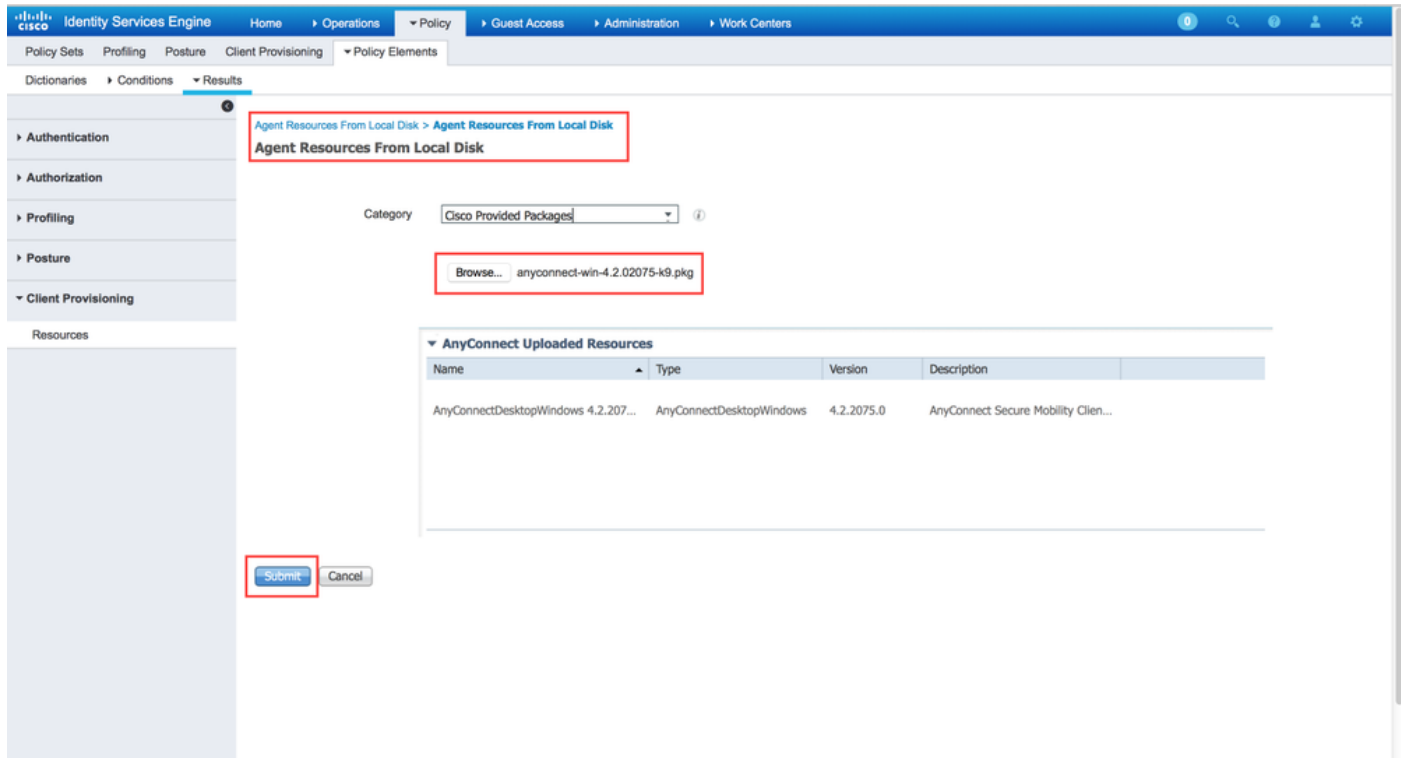 cisco Identity Services Engine Home Operations Policy Guest Access Administration Work Centers 0
Policy Sets Profiling Posture Client Provisioning Policy Elements
Dictionaries Conditions Results
Authentication
Authorization
Profiling
Posture
Client Provisioning
Resources
Agent Resources From Local Disk > Agent Resources From Local Disk
Agent Resources From Local Disk
Category Cisco Provided Packages
Browse... anyconnect-win-4.2.02075-k9.pkg
AnyConnect Uploaded Resources
Name Type Version Description
AnyConnectDesktopWindows 4.2.207... AnyConnectDesktopWindows 4.2.2075.0 AnyConnect Secure Mobility Clien...
Submit Cancel